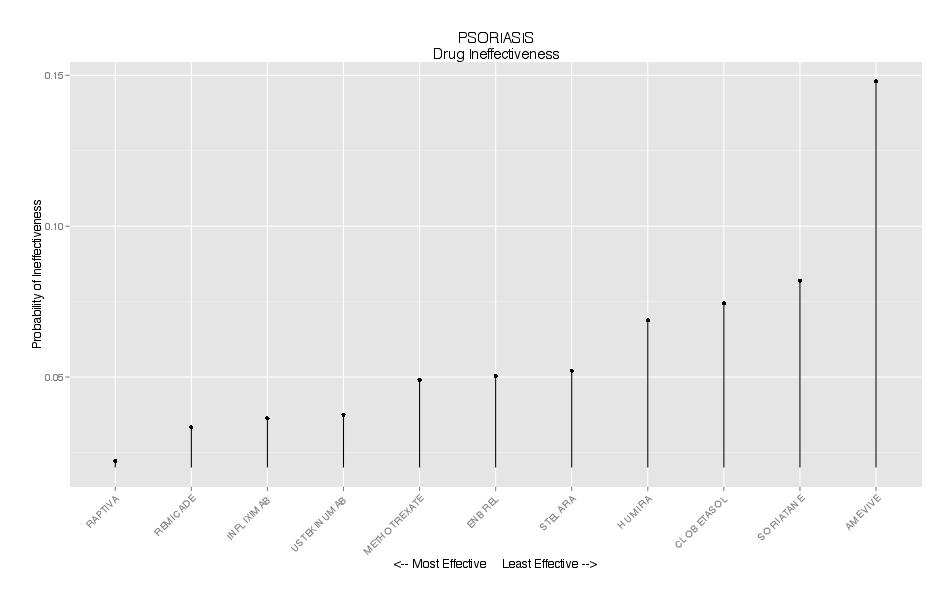 PSORIASIS
Drug Ineffectiveness
Probability of Ineffectiveness
0.15
0.10
0.05
RAPTIVA
REMICADE
INFLIXIMAB
USTEKINUMAB
METHOTREXATE
ENBREL
STELARA
HUMIRA
CLOBETASOL
SORIATANE
AMEVIVE
<-- Most Effective Least Effective -->